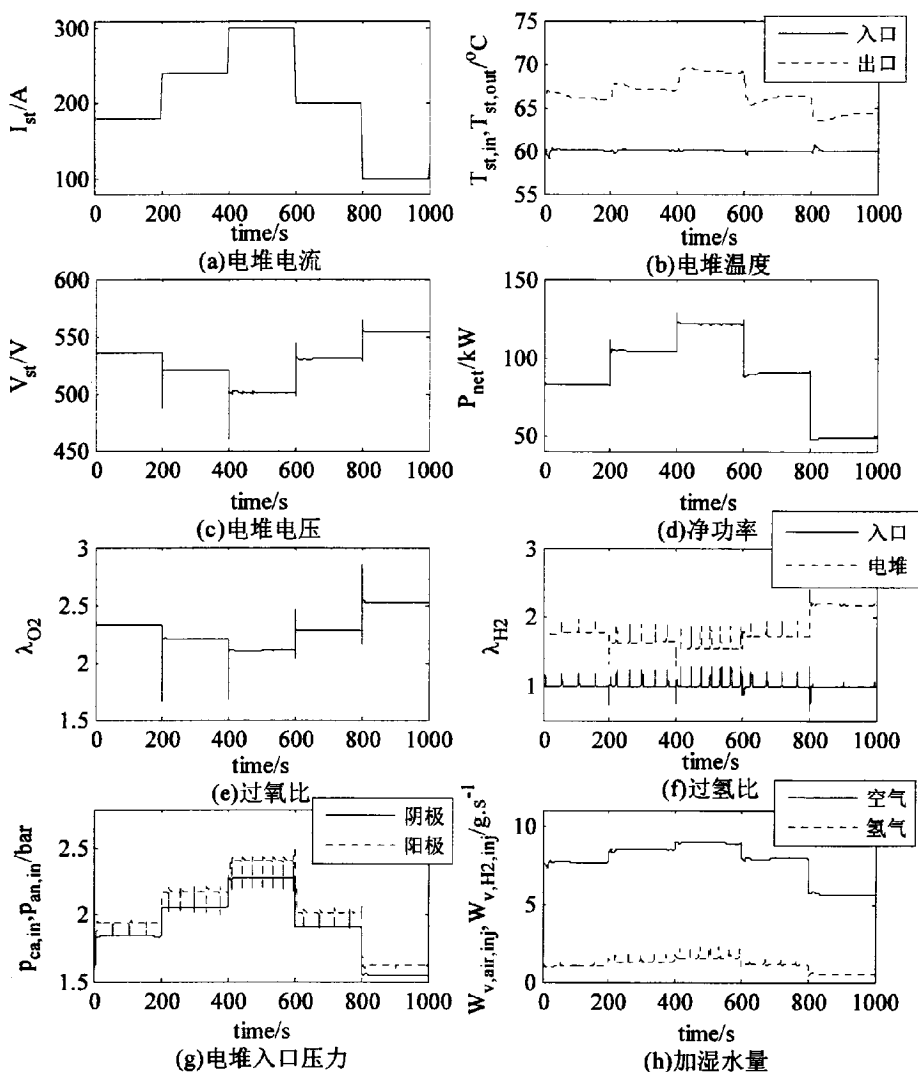 I_st/A
300
200
100
0 200 400 600 800 1000
time/s
(a)电堆电流
T_st,in, T_st,out/°C
75
70
65
60
55
入口
出口
0 200 400 600 800 1000
time/s
(b)电堆温度
V_st/V
600
550
500
450
0 200 400 600 800 1000
time/s
(c)电堆电压
P_net/kW
150
100
50
0 200 400 600 800 1000
time/s
(d)净功率
λ_O2
3
2.5
2
1.5
0 200 400 600 800 1000
time/s
(e)过氧比
λ_H2
3
2
1
入口
电堆
0 200 400 600 800 1000
time/s
(f)过氢比
p_ca,in, p_an,in/bar
2.5
2
1.5
阴极
阳极
0 200 400 600 800 1000
time/s
(g)电堆入口压力
W_v,air,inj, W_v,H2,inj/g.s⁻¹
10
5
0
空气
氢气
0 200 400 600 800 1000
time/s
(h)加湿水量